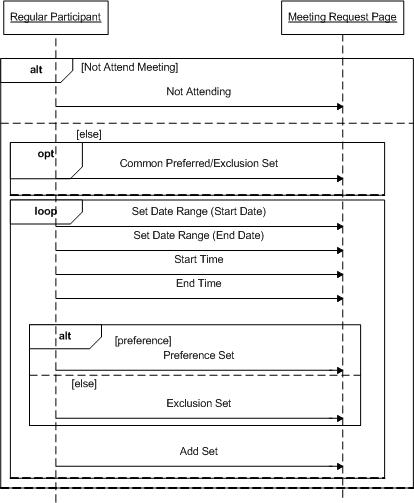 Regular Participant
Meeting Request Page
alt
[Not Attend Meeting]
Not Attending
[else]
opt
Common Preferred/Exclusion Set
loop
Set Date Range (Start Date)
Set Date Range (End Date)
Start Time
End Time
alt
[preference]
Preference Set
[else]
Exclusion Set
Add Set